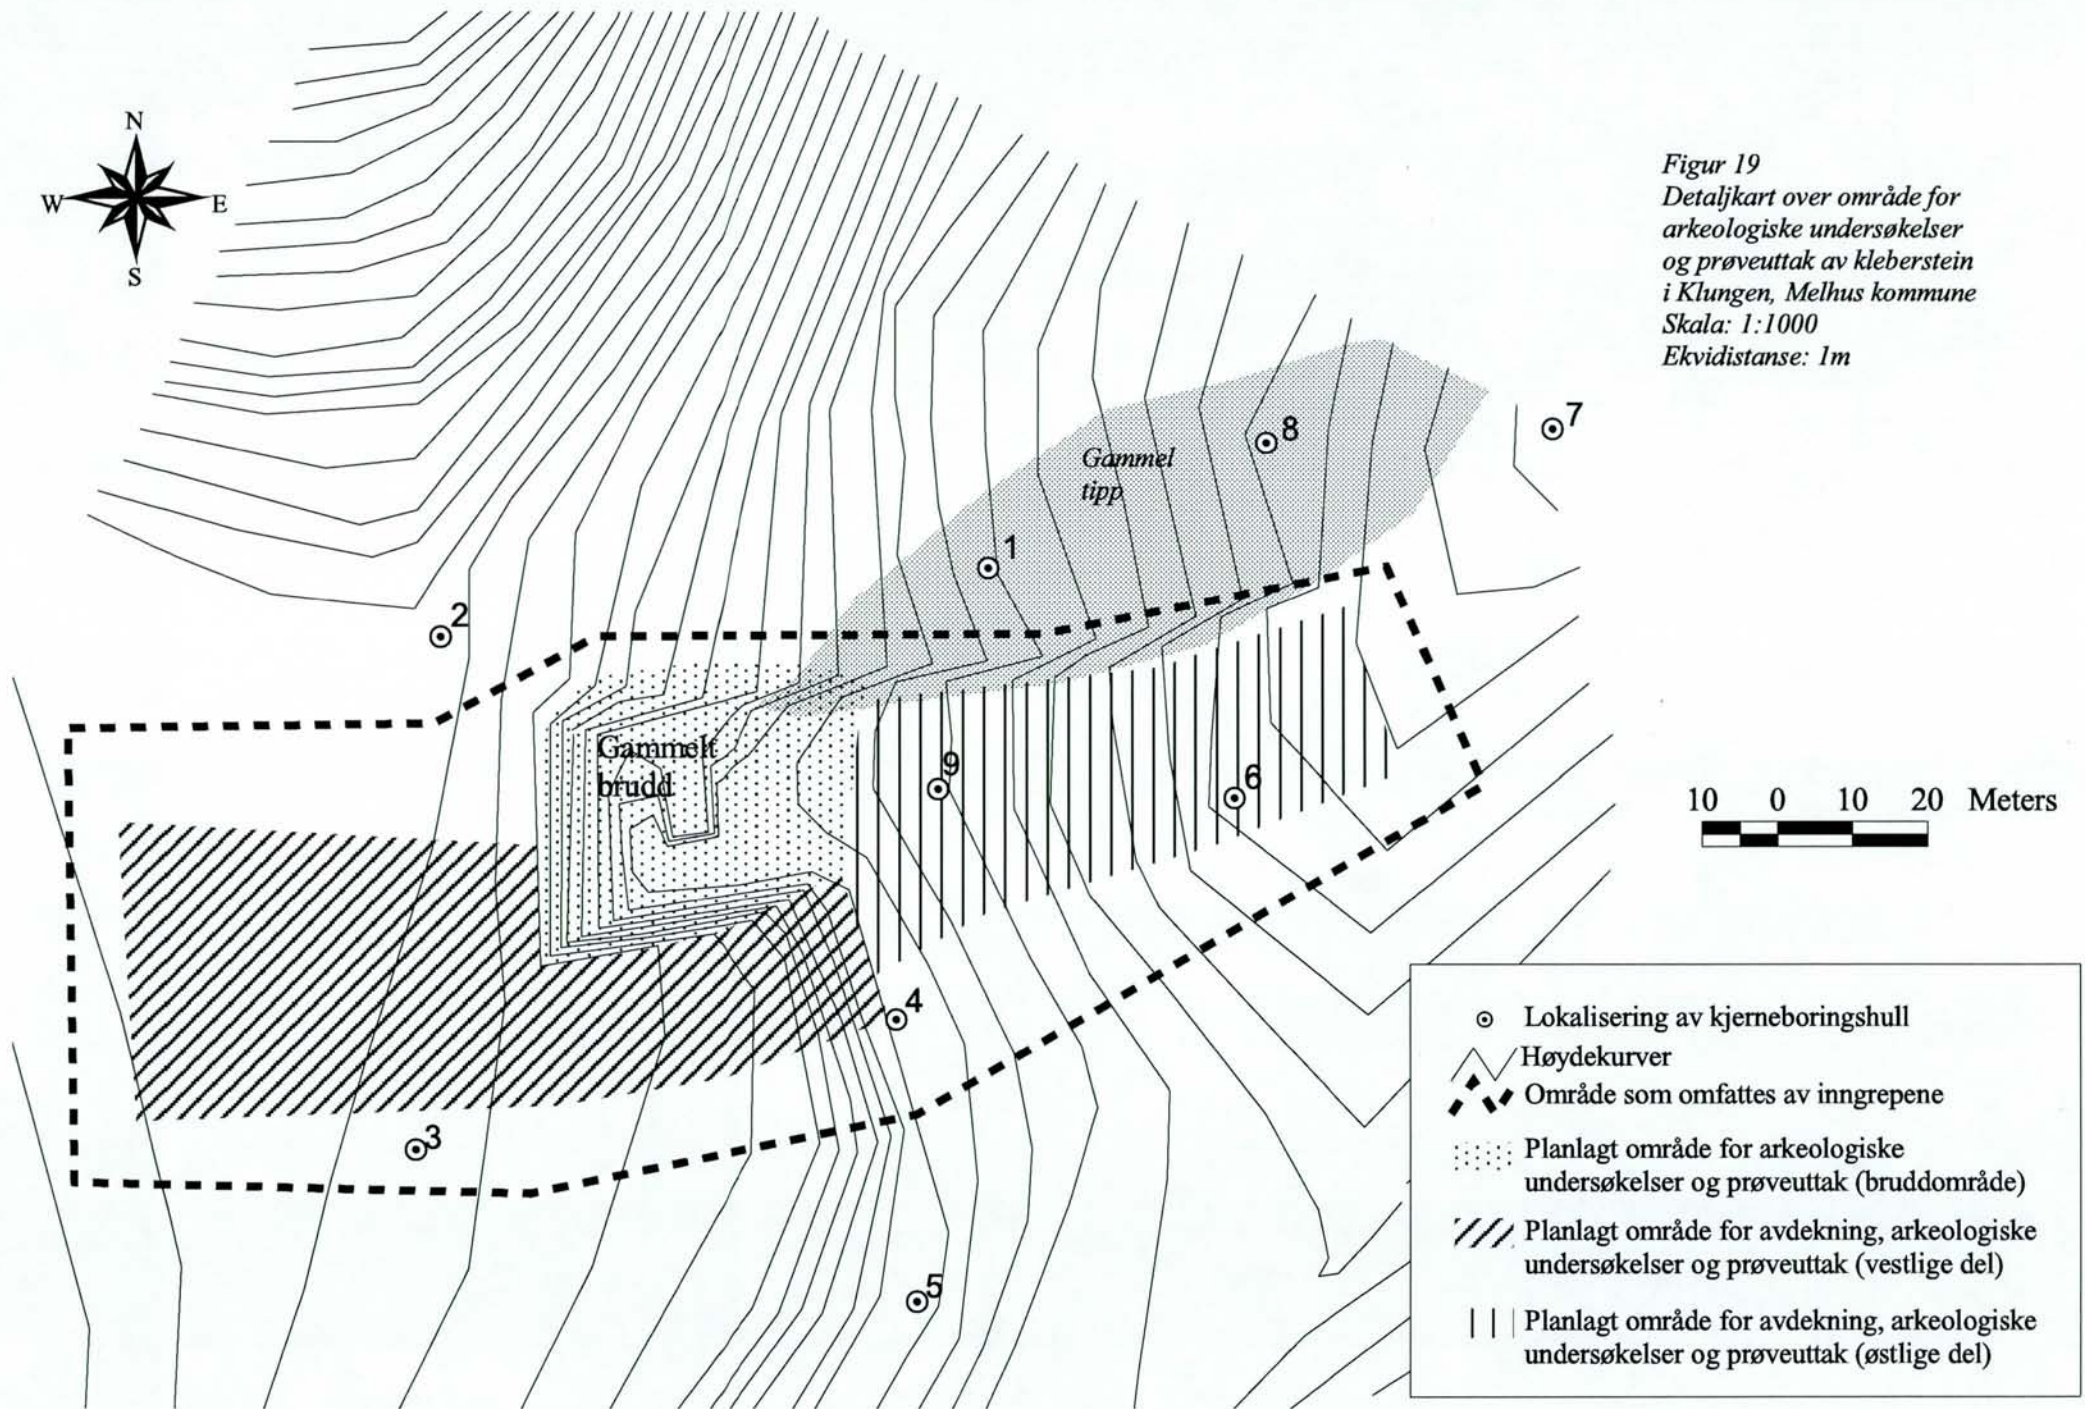 N
W E
S
Figur 19
Detaljkart over område for
arkeologiske undersøkelser
og prøveuttak av kleberstein
i Klungen, Melhus kommune
Skala: 1:1000
Ekvidistanse: 1m
7
8
Gammel
tipp
1
2
Gammelt
brudd
9
6
4
3
5
10 0 10 20 Meters
Lokalisering av kjerneboringshull
Høydekurver
Område som omfattes av inngrepene
Planlagt område for arkeologiske
undersøkelser og prøveuttak (bruddområde)
Planlagt område for avdekning, arkeologiske
undersøkelser og prøveuttak (vestlige del)
Planlagt område for avdekning, arkeologiske
undersøkelser og prøveuttak (østlige del)